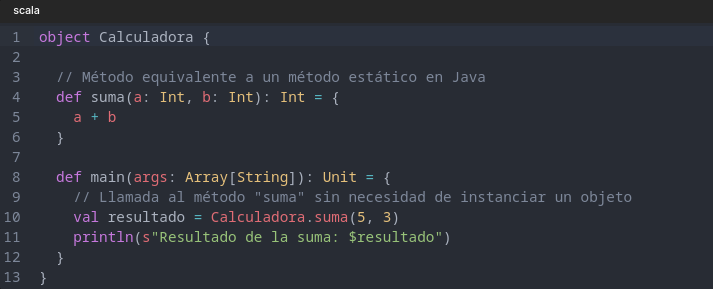 scala
1 object Calculadora {
2
3   // Método equivalente a un método estático en Java
4   def suma(a: Int, b: Int): Int = {
5     a + b
6   }
7
8   def main(args: Array[String]): Unit = {
9     // Llamada al método "suma" sin necesidad de instanciar un objeto
10     val resultado = Calculadora.suma(5, 3)
11     println(s"Resultado de la suma: $resultado")
12   }
13 }